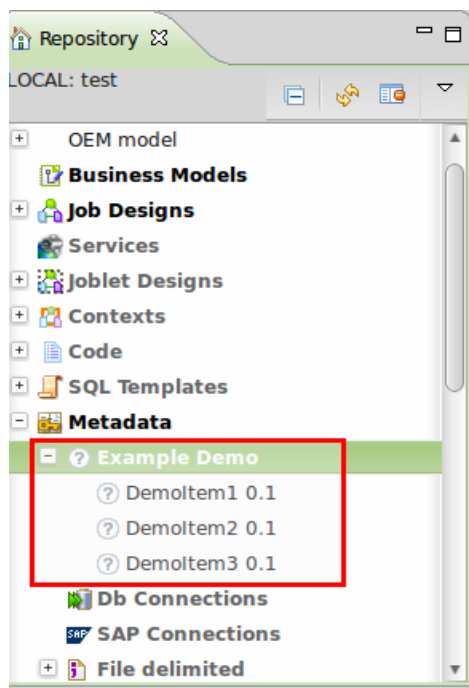 Repository
LOCAL: test
OEM model
Business Models
Job Designs
Services
Joblet Designs
Contexts
Code
SQL Templates
Metadata
Example Demo
DemoItem1 0.1
DemoItem2 0.1
DemoItem3 0.1
Db Connections
SAP SAP Connections
File delimited